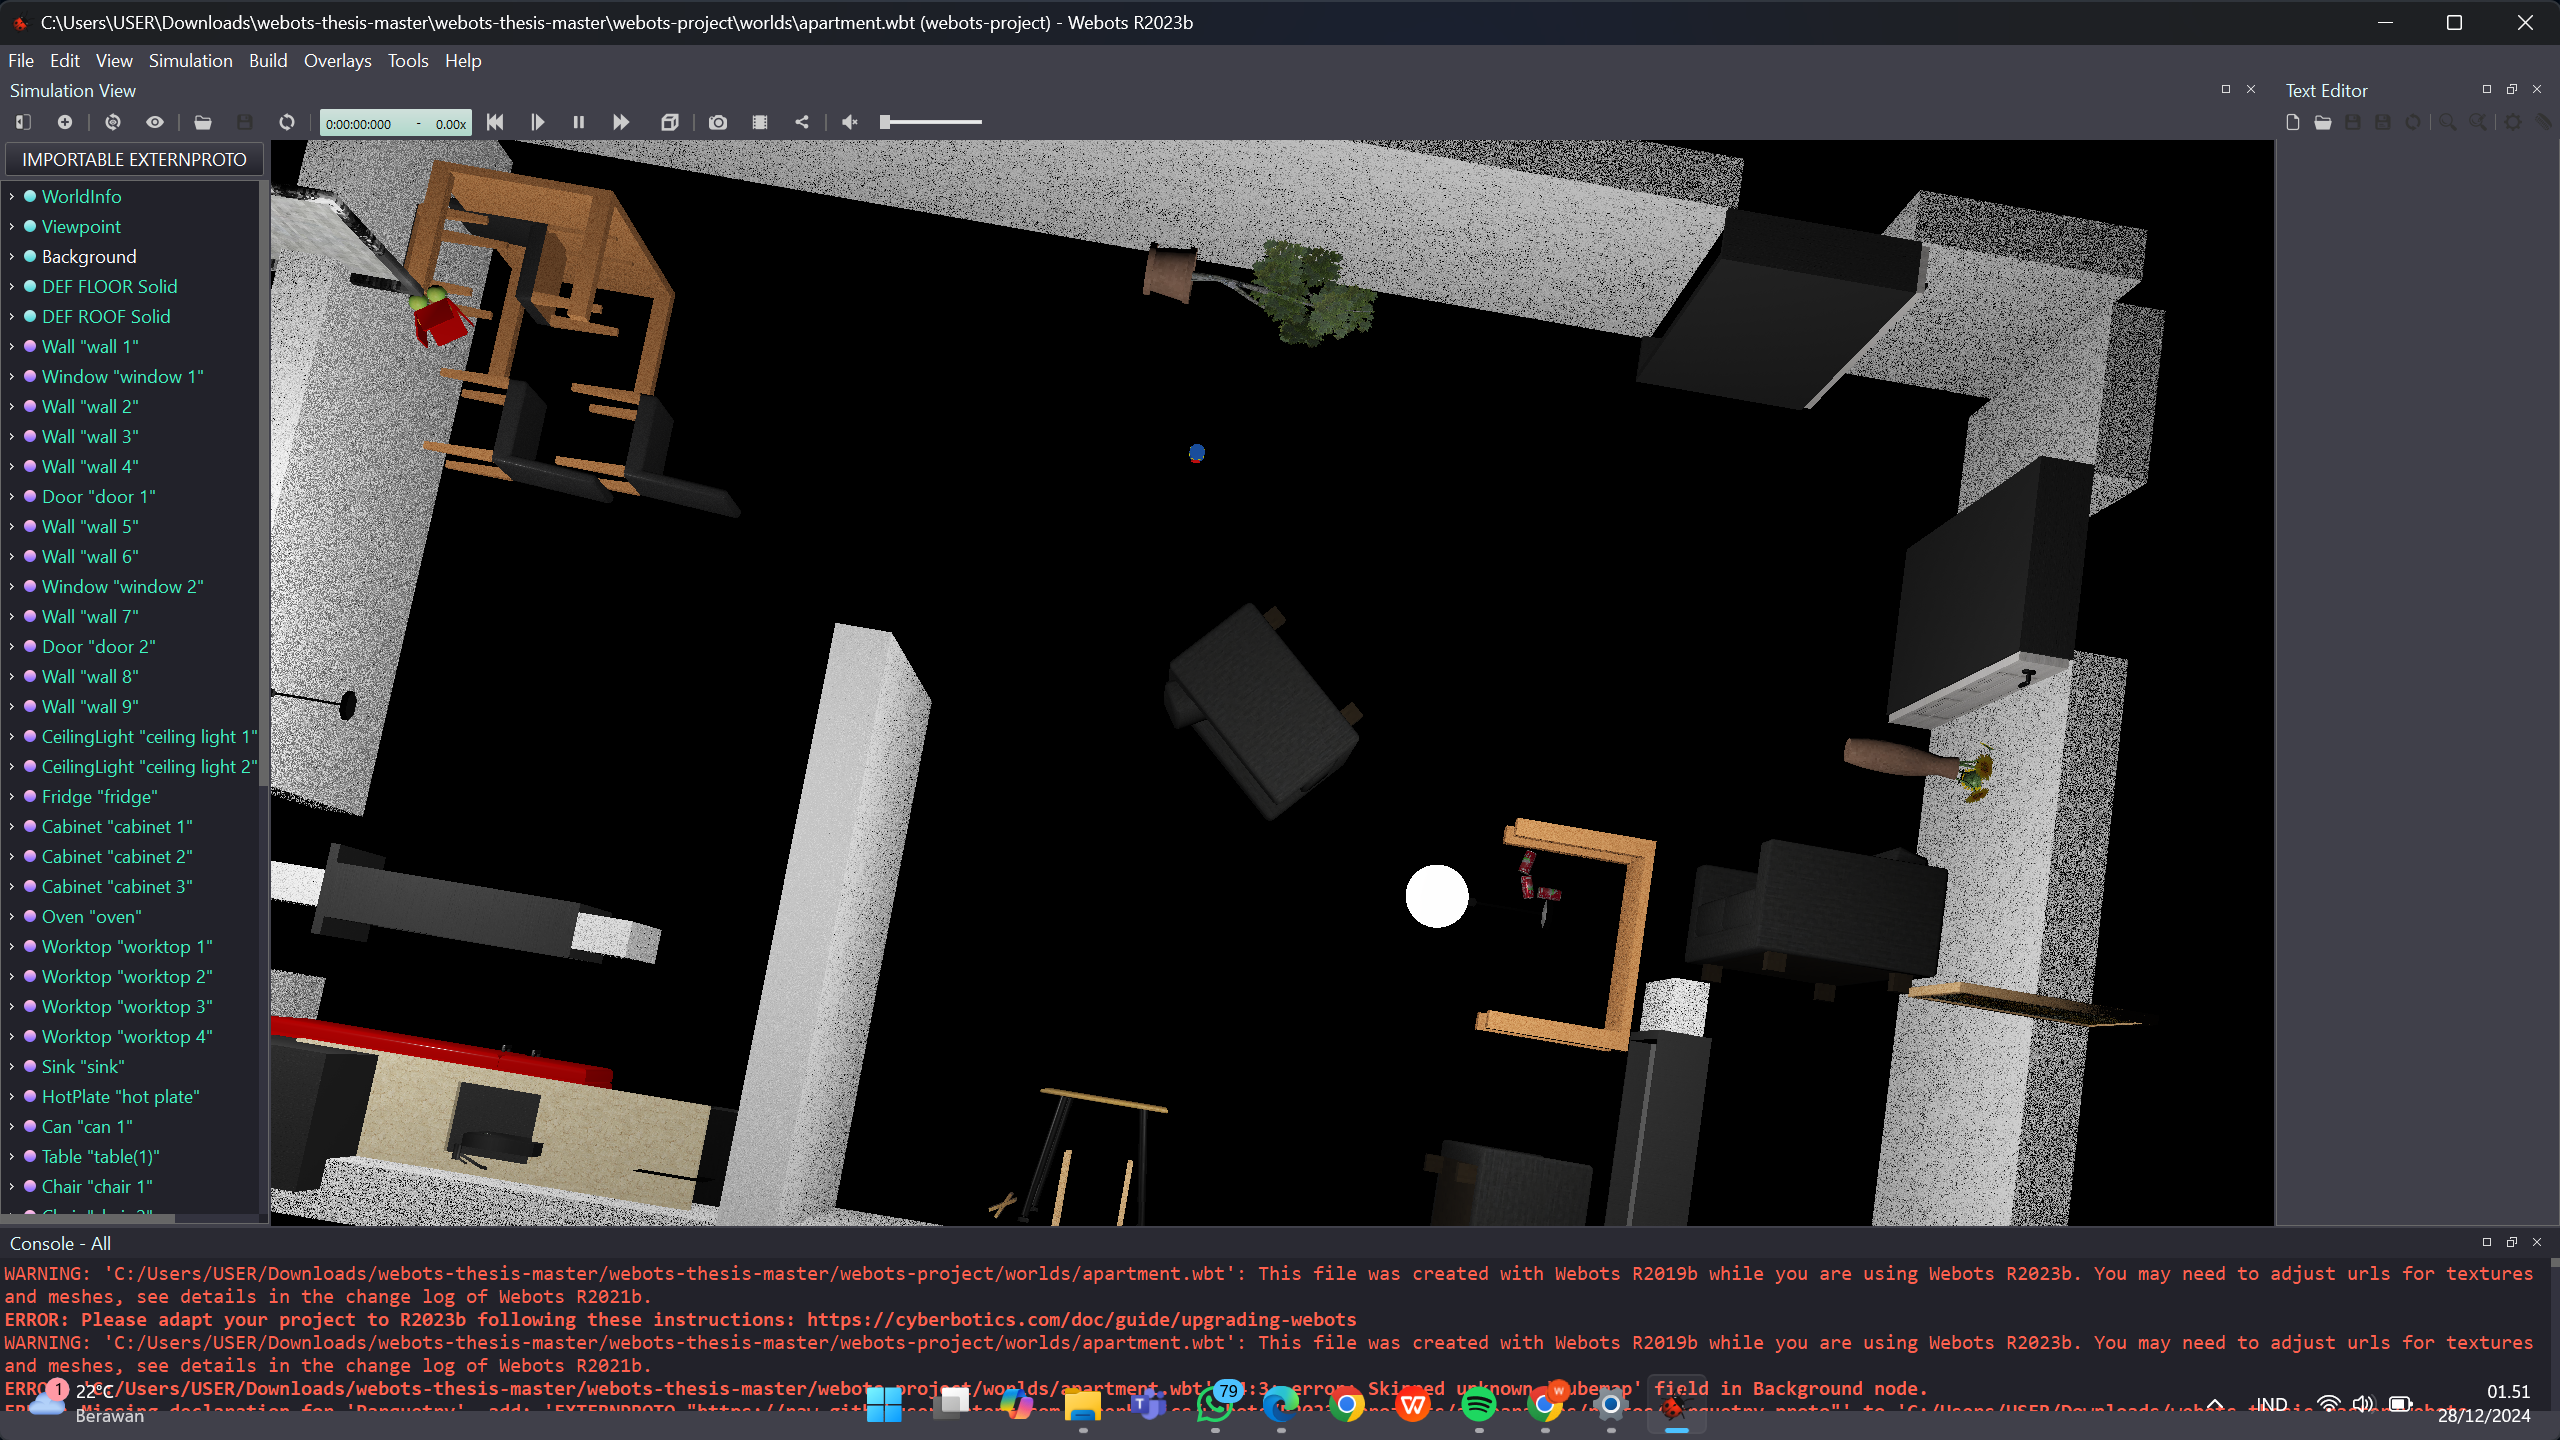 C:\Users\USER\Downloads\webots-thesis-master\webots-thesis-master\webots-project\worlds\apartment.wbt (webots-project) - Webots R2023b
File Edit View Simulation Build Overlays Tools Help
Simulation View
Text Editor
0:00:00:000 - 0.00x
IMPORTABLE EXTERNPROTO
WorldInfo
Viewpoint
Background
DEF FLOOR Solid
DEF ROOF Solid
Wall "wall 1"
Window "window 1"
Wall "wall 2"
Wall "wall 3"
Wall "wall 4"
Door "door 1"
Wall "wall 5"
Wall "wall 6"
Window "window 2"
Wall "wall 7"
Door "door 2"
Wall "wall 8"
Wall "wall 9"
CeilingLight "ceiling light 1"
CeilingLight "ceiling light 2"
Fridge "fridge"
Cabinet "cabinet 1"
Cabinet "cabinet 2"
Cabinet "cabinet 3"
Oven "oven"
Worktop "worktop 1"
Worktop "worktop 2"
Worktop "worktop 3"
Worktop "worktop 4"
Sink "sink"
HotPlate "hot plate"
Can "can 1"
Table "table(1)"
Chair "chair 1"
Console - All
WARNING: 'C:/Users/USER/Downloads/webots-thesis-master/webots-thesis-master/webots-project/worlds/apartment.wbt': This file was created with Webots R2019b while you are using Webots R2023b. You may need to adjust urls for textures
and meshes, see details in the change log of Webots R2021b.
ERROR: Please adapt your project to R2023b following these instructions: https://cyberbotics.com/doc/guide/upgrading-webots
WARNING: 'C:/Users/USER/Downloads/webots-thesis-master/webots-thesis-master/webots-project/worlds/apartment.wbt': This file was created with Webots R2019b while you are using Webots R2023b. You may need to adjust urls for textures
and meshes, see details in the change log of Webots R2021b.
C:/Users/USER/Downloads/webots-thesis-master/webots-thesis-master/ project/worlds/apartment.wbt error: Skipped unknown field in Background node.
Missing declaration for add: 'EXTERNPROTO
1
22°C
Berawan
79
IND
01.51
28/12/2024